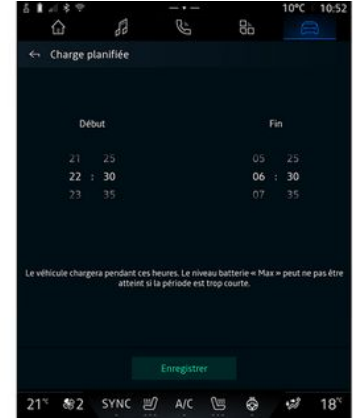 10°C 10:52
Charge planifiée
Début Fin
21 25 05 25
22 : 30 06 : 30
23 35 07 35
Le véhicule chargera pendant ces heures. Le niveau batterie « Max » peut ne pas être
atteint si la période est trop courte.
Enregistrer
21°C 2 SYNC A/C 18°C